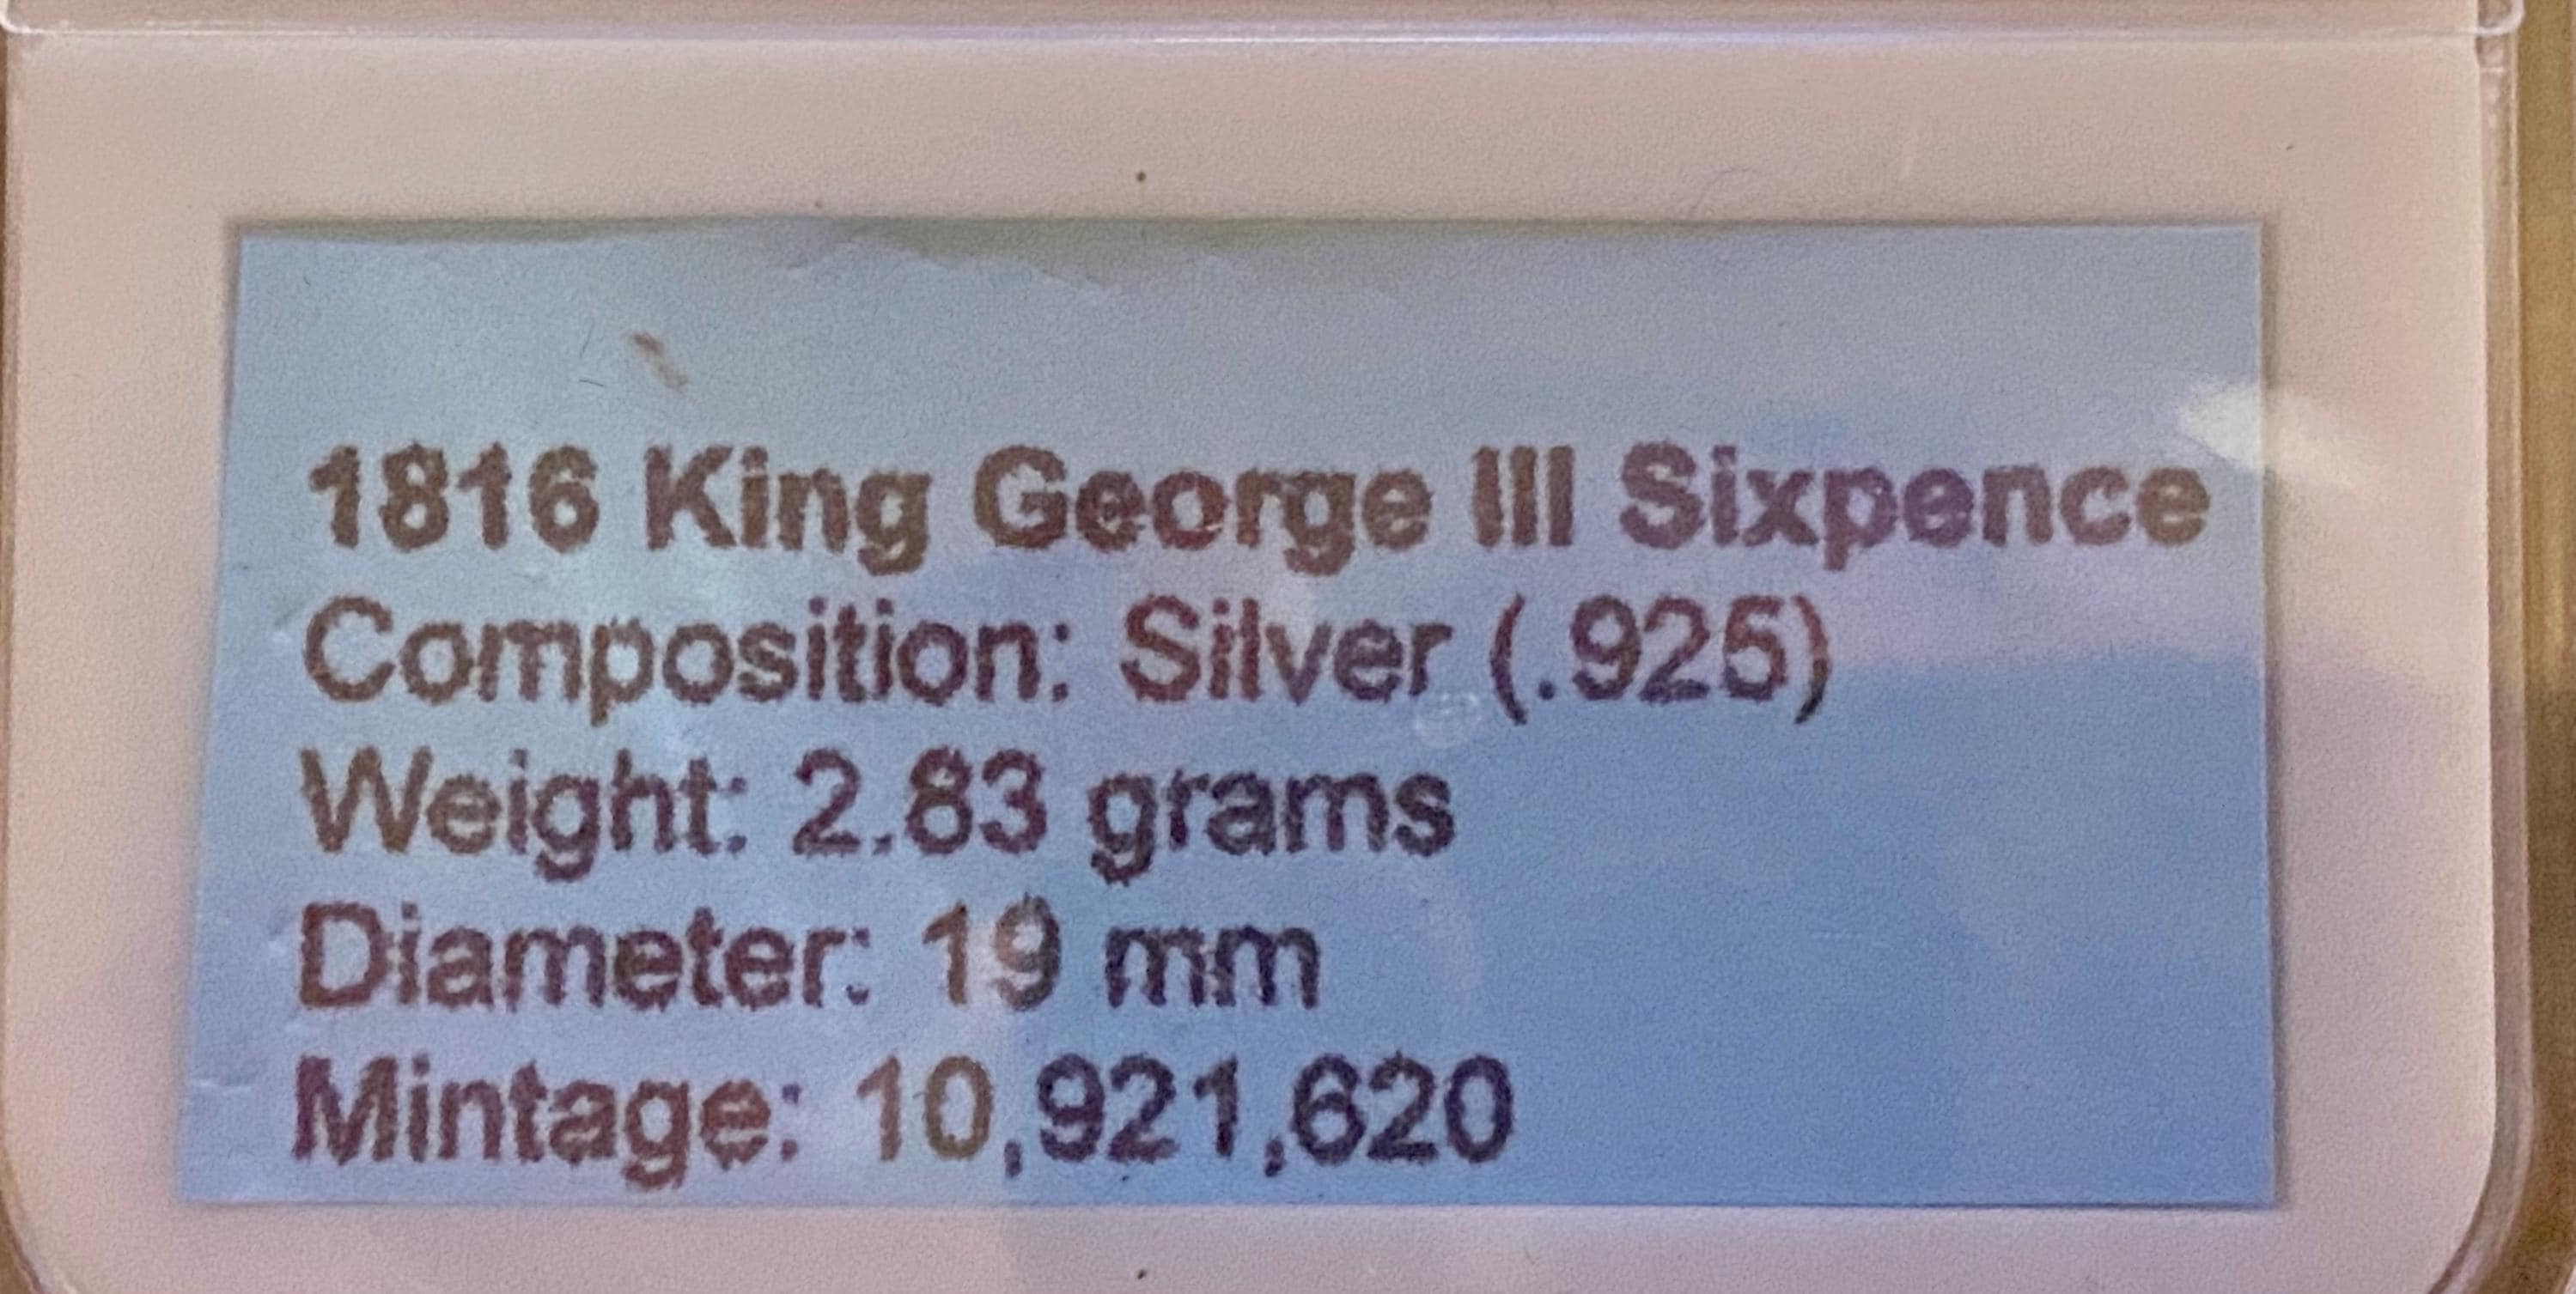 1816 King George III Sixpence
Composition: Silver (.925)
Weight: 2.83 grams
Diameter: 19 mm
Mintage: 10,921,620